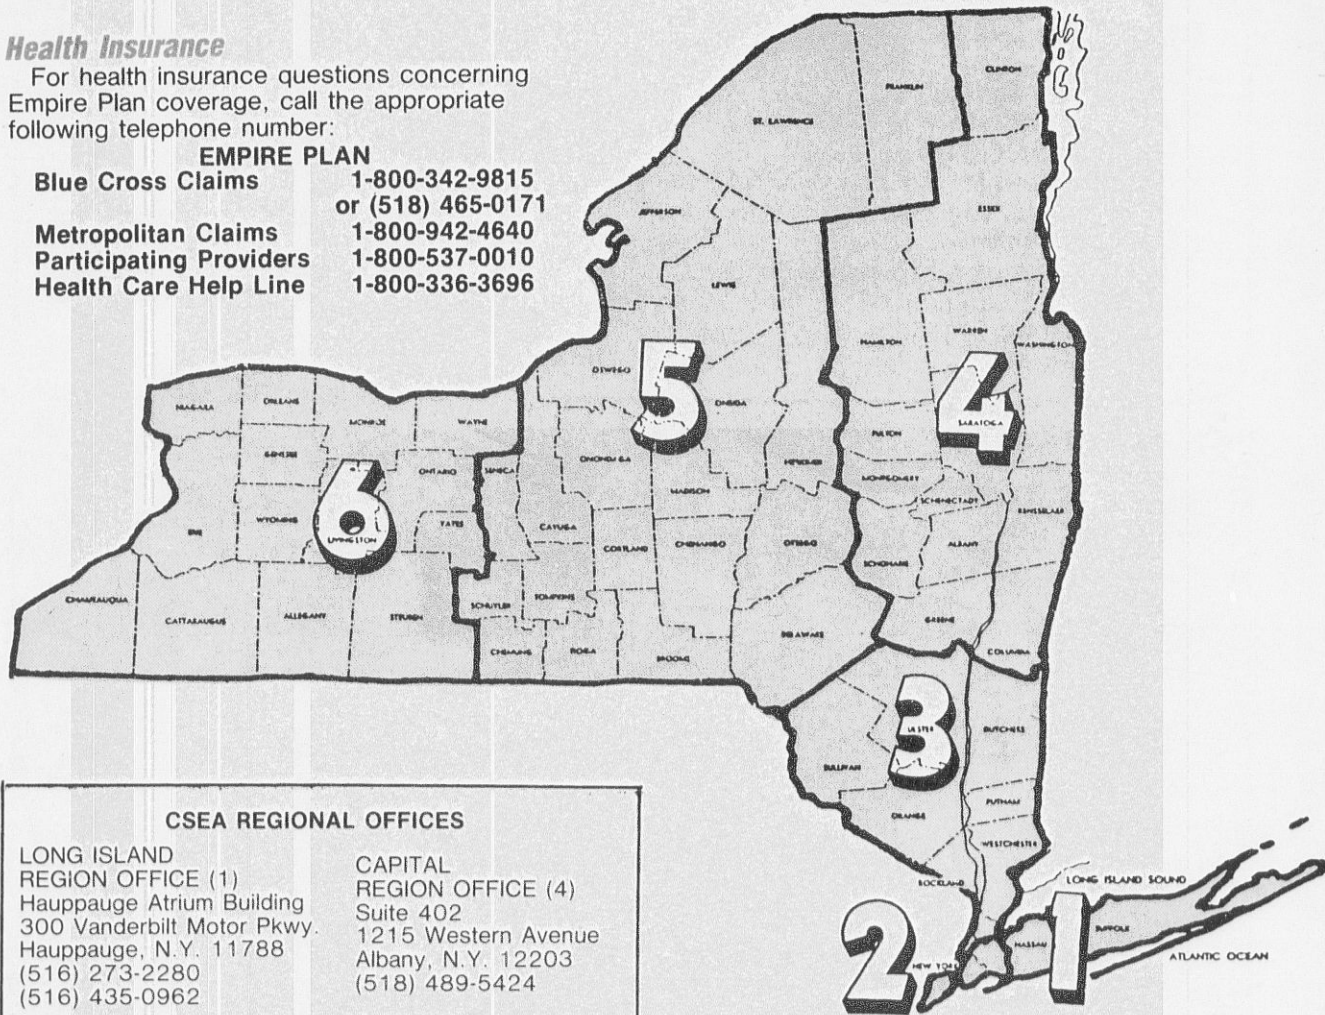 Health Insurance
For health insurance questions concerning
Empire Plan coverage, call the appropriate
following telephone number:
EMPIRE PLAN
Blue Cross Claims 1-800-342-9815
or (518) 465-0171
Metropolitan Claims 1-800-942-4640
Participating Providers 1-800-537-0010
Health Care Help Line 1-800-336-3696
CLINTON
FRANKLIN
ST. LAWRENCE
ESSEX
JEFFERSON
LEWIS
HAMILTON
WARREN
WASHINGTON
5
4
OSWEGO
ONEIDA
HERKIMER
FULTON
SARATOGA
MONTGOMERY
SCHENECTADY
RENSSELAER
NIAGARA
ORLEANS
MONROE
WAYNE
GENESEE
ONTARIO
SENECA
ONONDAGA
MADISON
6
ERIE
WYOMING
LIVINGSTON
YATES
CAYUGA
CORTLAND
CHENANGO
OTSEGO
SCHOHARIE
ALBANY
CHAUTAUQUA
CATTARAUGUS
ALLEGANY
STEUBEN
SCHUYLER
TOMPKINS
CHEMUNG
TIOGA
BROOME
DELAWARE
GREENE
COLUMBIA
3
ULSTER
DUTCHESS
SULLIVAN
ORANGE
PUTNAM
WESTCHESTER
ROCKLAND
LONG ISLAND SOUND
2
1
NEW YORK
NASSAU
SUFFOLK
ATLANTIC OCEAN
CSEA REGIONAL OFFICES
LONG ISLAND
REGION OFFICE (1)
Hauppauge Atrium Building
300 Vanderbilt Motor Pkwy.
Hauppauge, N.Y. 11788
(516) 273-2280
(516) 435-0962
CAPITAL
REGION OFFICE (4)
Suite 402
1215 Western Avenue
Albany, N.Y. 12203
(518) 489-5424